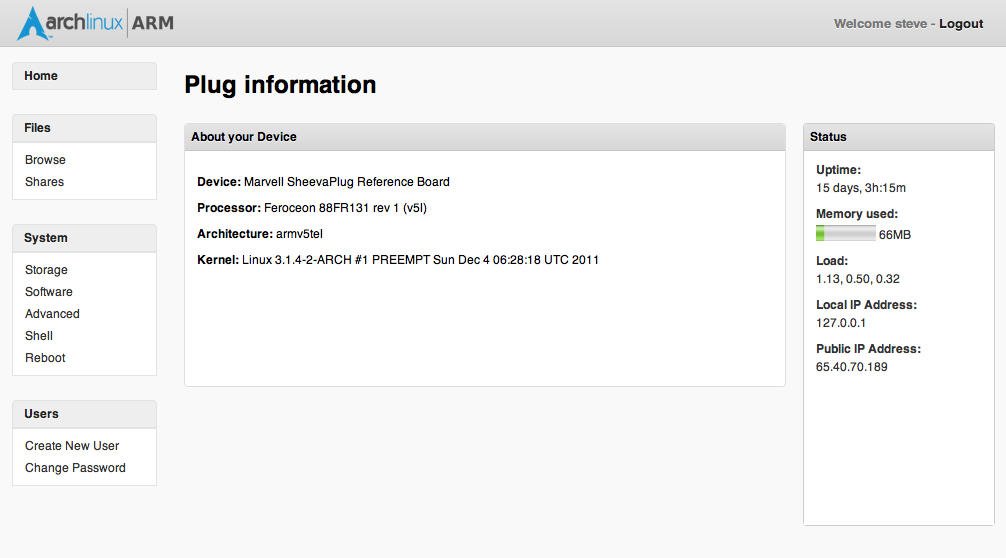 archlinux ARM
Welcome steve - Logout
Home
Files
Browse
Shares
System
Storage
Software
Advanced
Shell
Reboot
Users
Create New User
Change Password
Plug information
About your Device
Device: Marvell SheevaPlug Reference Board
Processor: Feroceon 88FR131 rev 1 (v5l)
Architecture: armv5tel
Kernel: Linux 3.1.4-2-ARCH #1 PREEMPT Sun Dec 4 06:28:18 UTC 2011
Status
Uptime:
15 days, 3h:15m
Memory used:
66MB
Load:
1.13, 0.50, 0.32
Local IP Address:
127.0.0.1
Public IP Address:
65.40.70.189